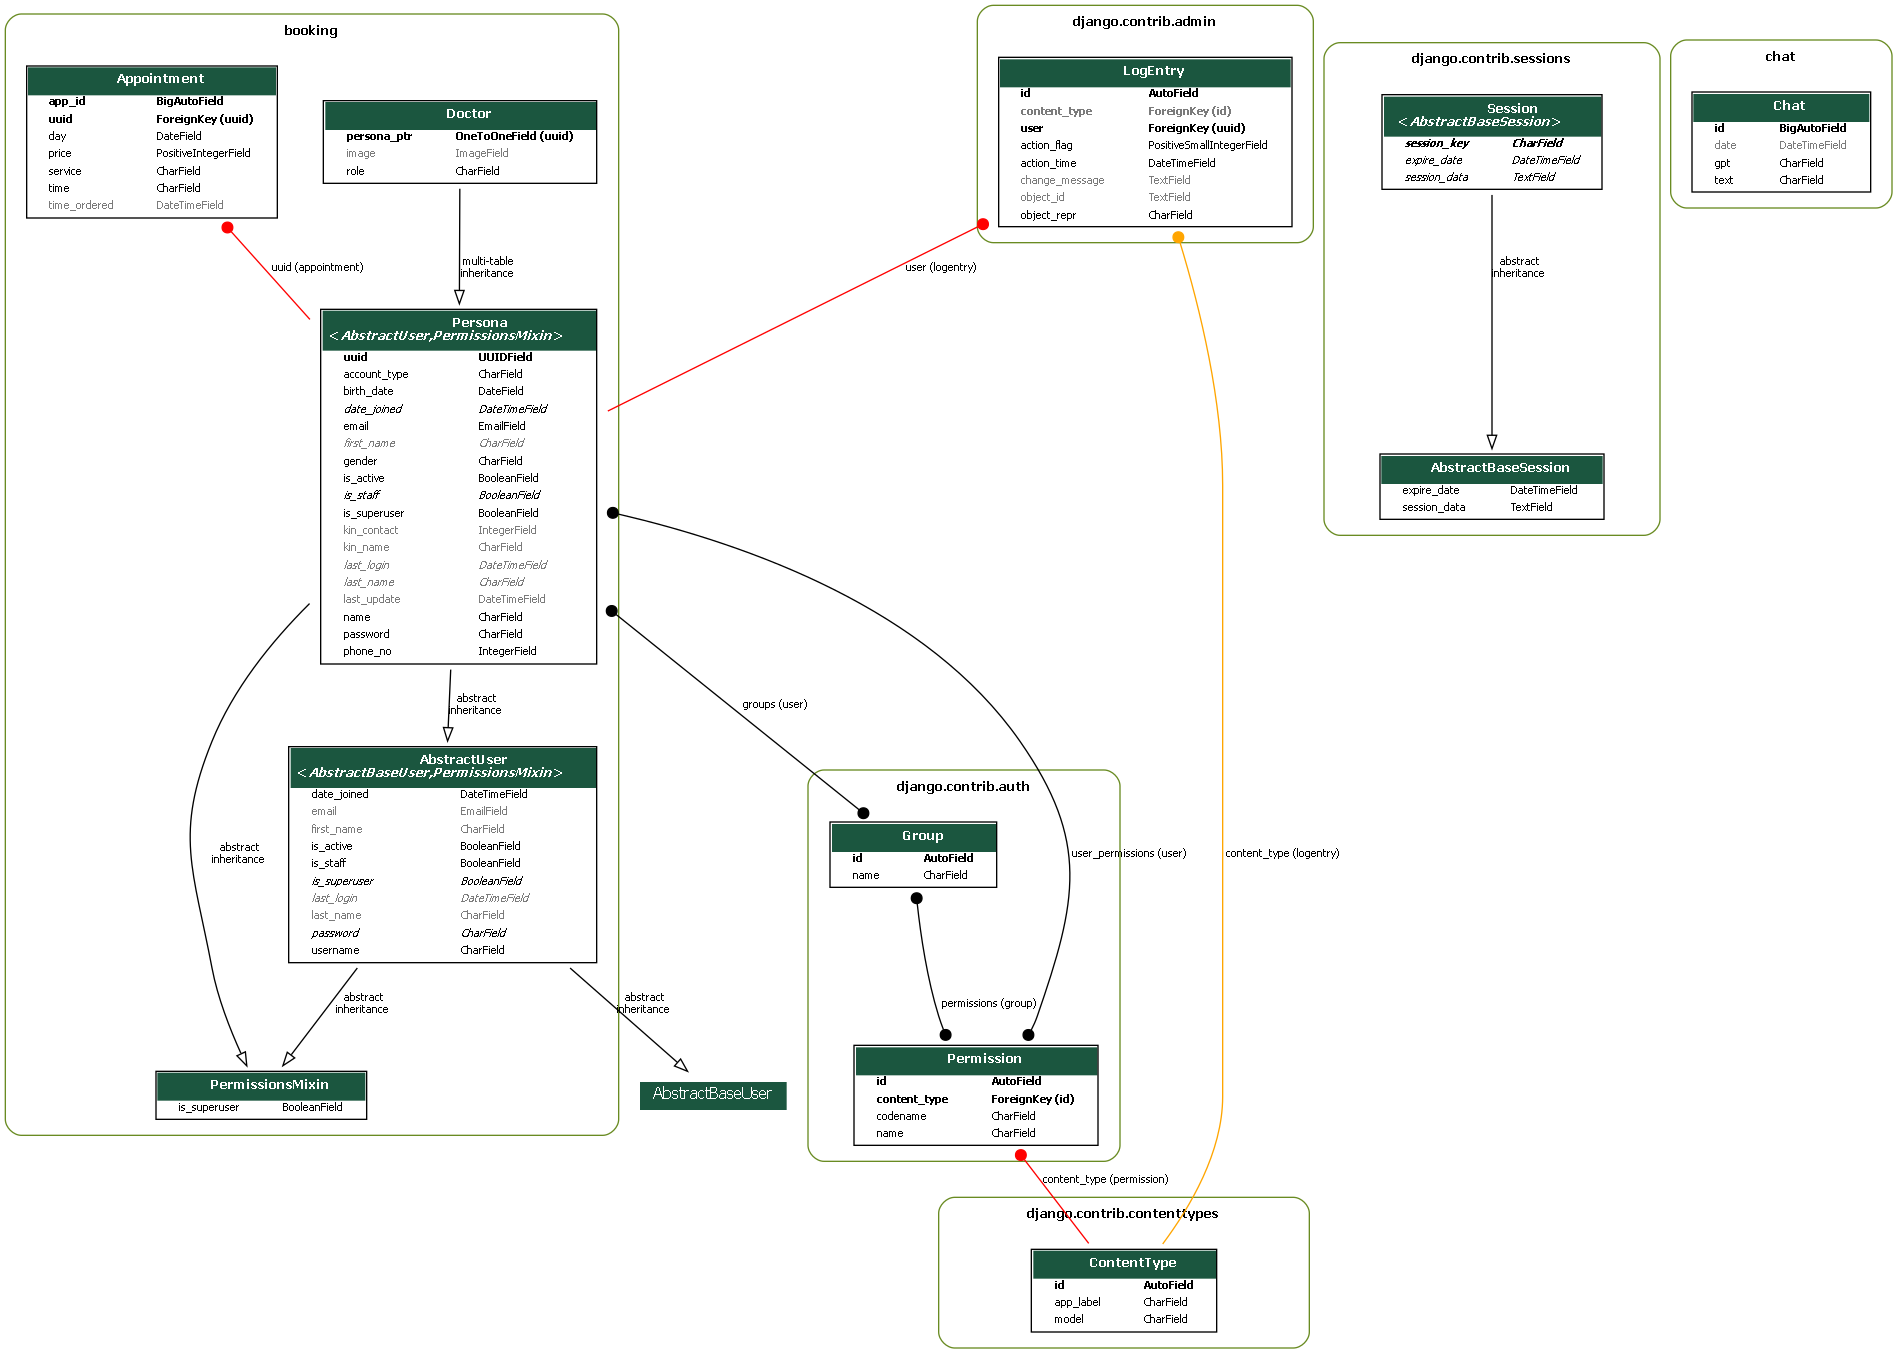 booking
Appointment
app_id BigAutoField
uuid ForeignKey (uuid)
day DateField
price PositiveIntegerField
service CharField
time CharField
time_ordered DateTimeField
Doctor
persona_ptr OneToOneField (uuid)
image ImageField
role CharField
uuid (appointment)
multi-table
inheritance
Persona
<AbstractUser,PermissionsMixin>
uuid UUIDField
account_type CharField
birth_date DateField
date_joined DateTimeField
email EmailField
first_name CharField
gender CharField
is_active BooleanField
is_staff BooleanField
is_superuser BooleanField
kin_contact IntegerField
kin_name CharField
last_login DateTimeField
last_name CharField
last_update DateTimeField
name CharField
password CharField
phone_no IntegerField
abstract
inheritance
AbstractUser
<AbstractBaseUser,PermissionsMixin>
date_joined DateTimeField
email EmailField
first_name CharField
is_active BooleanField
is_staff BooleanField
is_superuser BooleanField
last_login DateTimeField
last_name CharField
password CharField
username CharField
abstract
inheritance
abstract
inheritance
abstract
inheritance
PermissionsMixin
is_superuser BooleanField
AbstractBaseUser
django.contrib.admin
LogEntry
id AutoField
content_type ForeignKey (id)
user ForeignKey (uuid)
action_flag PositiveSmallIntegerField
action_time DateTimeField
change_message TextField
object_id TextField
object_repr CharField
user (logentry)
groups (user)
user_permissions (user)
content_type (logentry)
django.contrib.auth
Group
id AutoField
name CharField
permissions (group)
Permission
id AutoField
content_type ForeignKey (id)
codename CharField
name CharField
content_type (permission)
django.contrib.contenttypes
ContentType
id AutoField
app_label CharField
model CharField
django.contrib.sessions
Session
<AbstractBaseSession>
session_key CharField
expire_date DateTimeField
session_data TextField
abstract
inheritance
AbstractBaseSession
expire_date DateTimeField
session_data TextField
chat
Chat
id BigAutoField
date DateTimeField
gpt CharField
text CharField